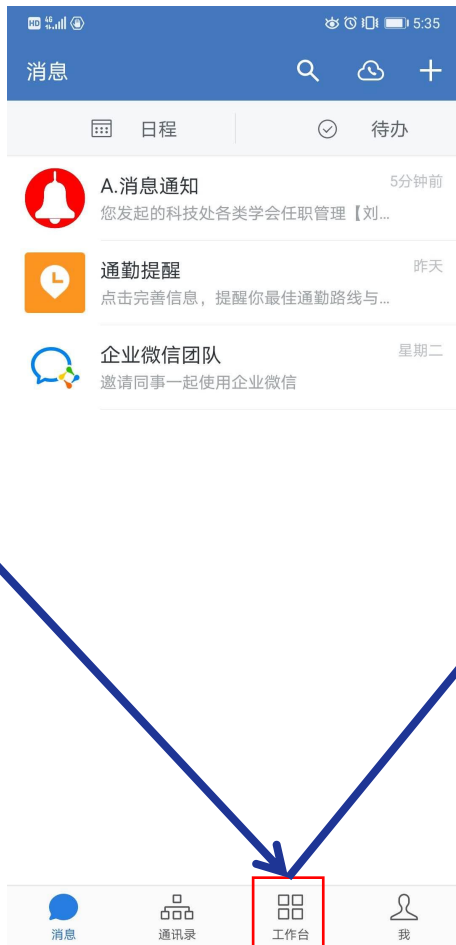 HD 46 5:35
消息
日程 待办
A.消息通知 5分钟前
您发起的科技处各类学会任职管理【刘...
通勤提醒 昨天
点击完善信息，提醒你最佳通勤路线与...
企业微信团队 星期二
邀请同事一起使用企业微信
消息 通讯录 工作台 我